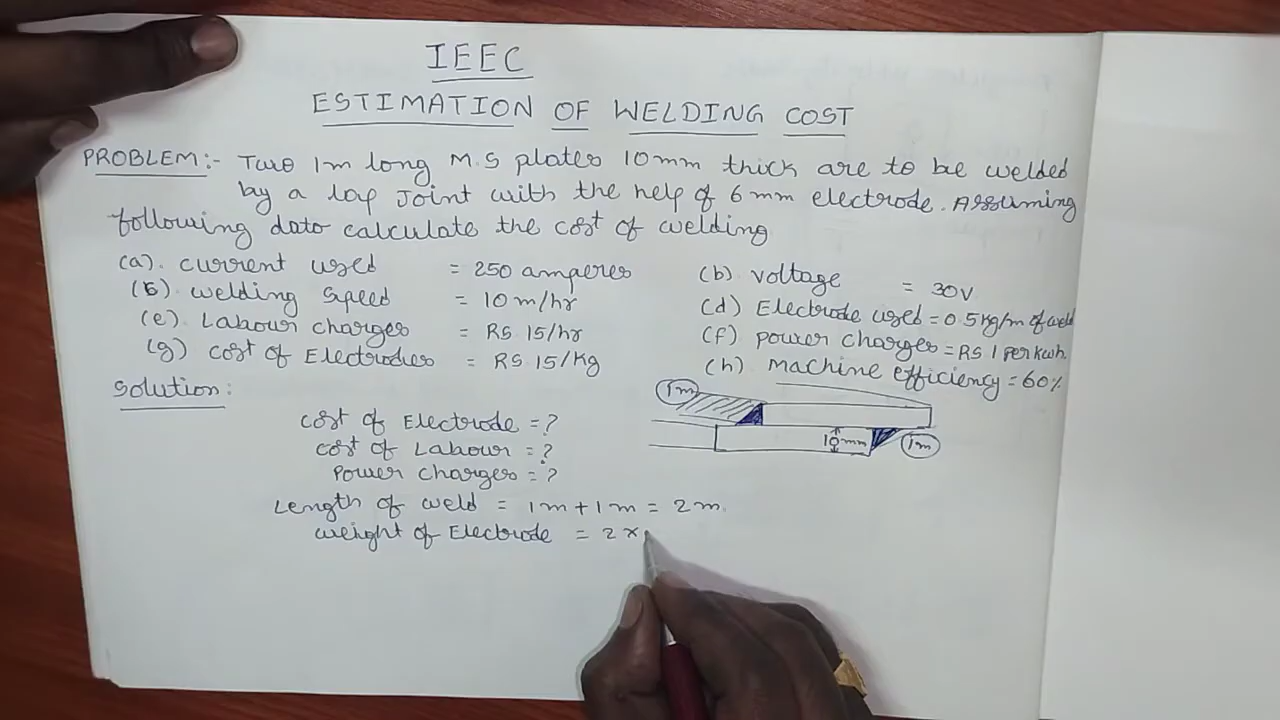 IEEC
ESTIMATION OF WELDING COST
PROBLEM:- Two 1m long M.S plates 10mm thick are to be welded
by a lap joint with the help of 6mm electrode. Assuming
following data calculate the cost of welding
(a). current used = 250 amperes (b) voltage = 30V
(c) welding speed = 10m/hr (d) Electrode used = 0.5kg/m of weld
(e). Labour charges = RS 15/hr (f) power charges = RS 1 per kwh.
(g) cost of Electrodes = RS 15/kg (h) Machine efficiency = 60%
Solution:
1m
cost of Electrode = ?
cost of Labour = ?
10mm 1m
Power charges = ?
Length of weld = 1m + 1m = 2m.
weight of Electrode = 2 x